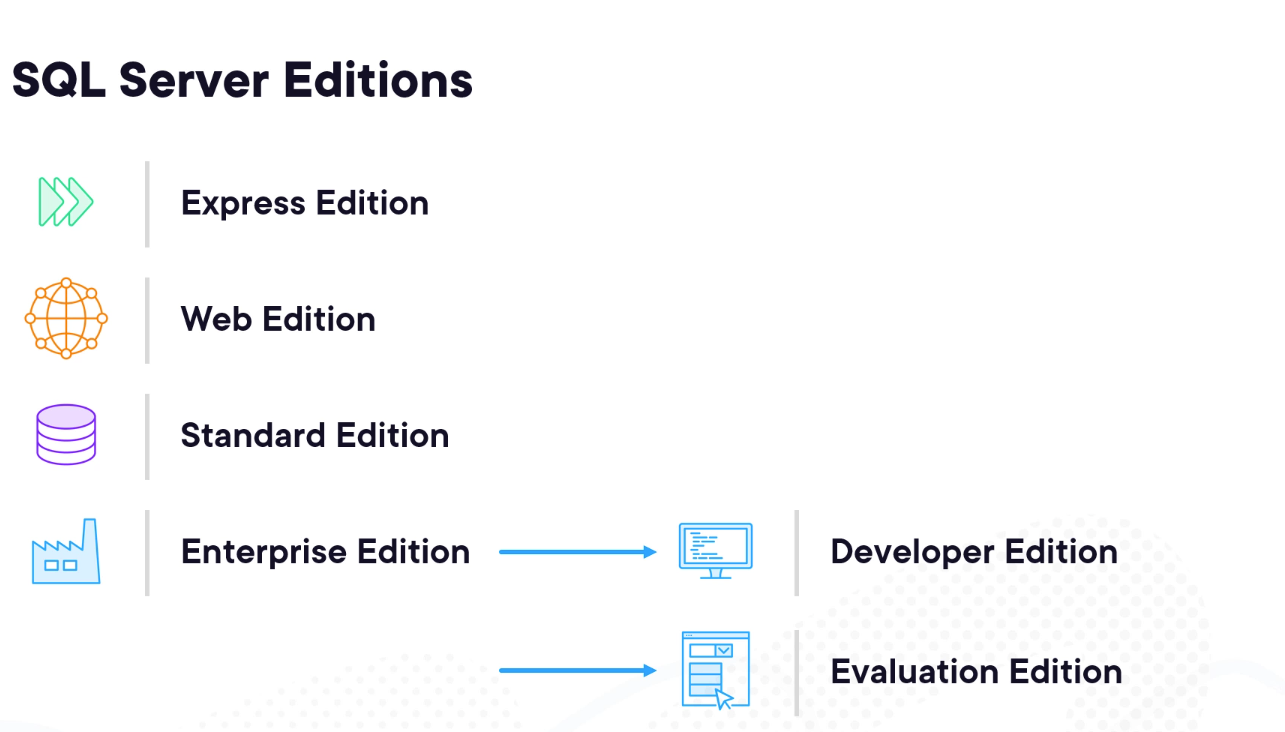 SQL Server Editions
Express Edition
Web Edition
Standard Edition
Enterprise Edition
Developer Edition
Evaluation Edition